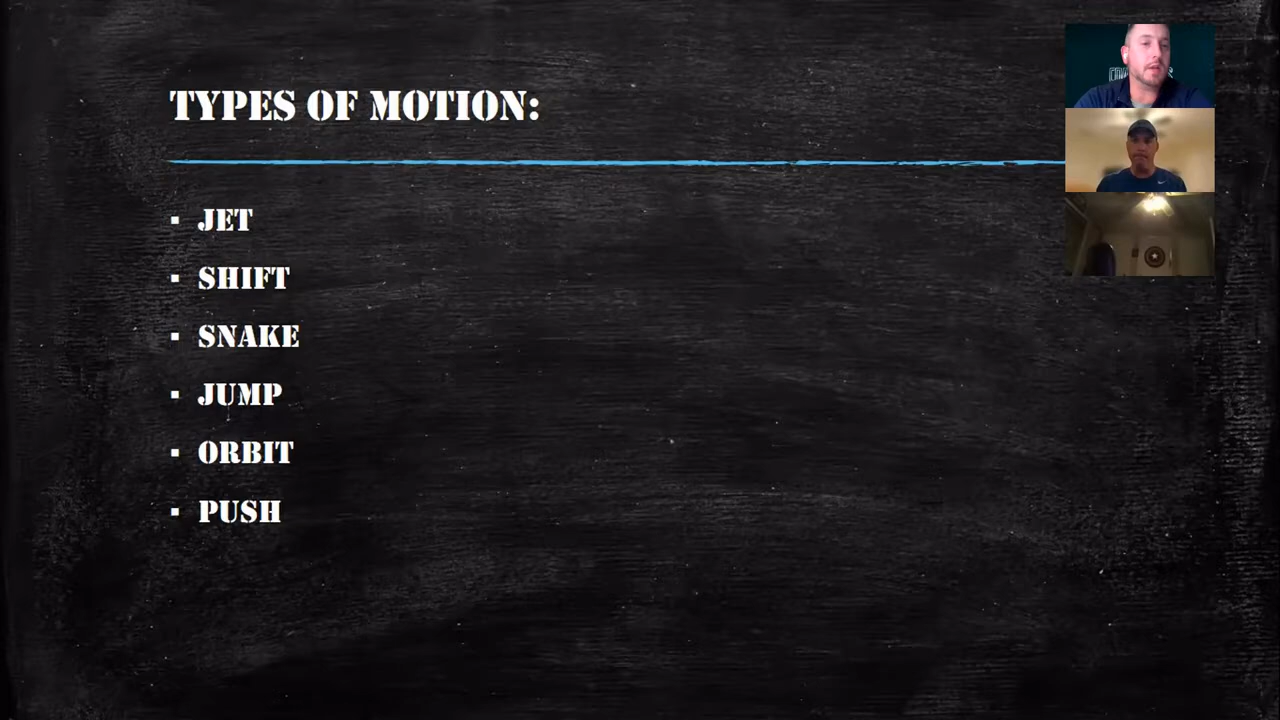 TYPES OF MOTION:
▪ JET
▪ SHIFT
▪ SNAKE
▪ JUMP
▪ ORBIT
▪ PUSH